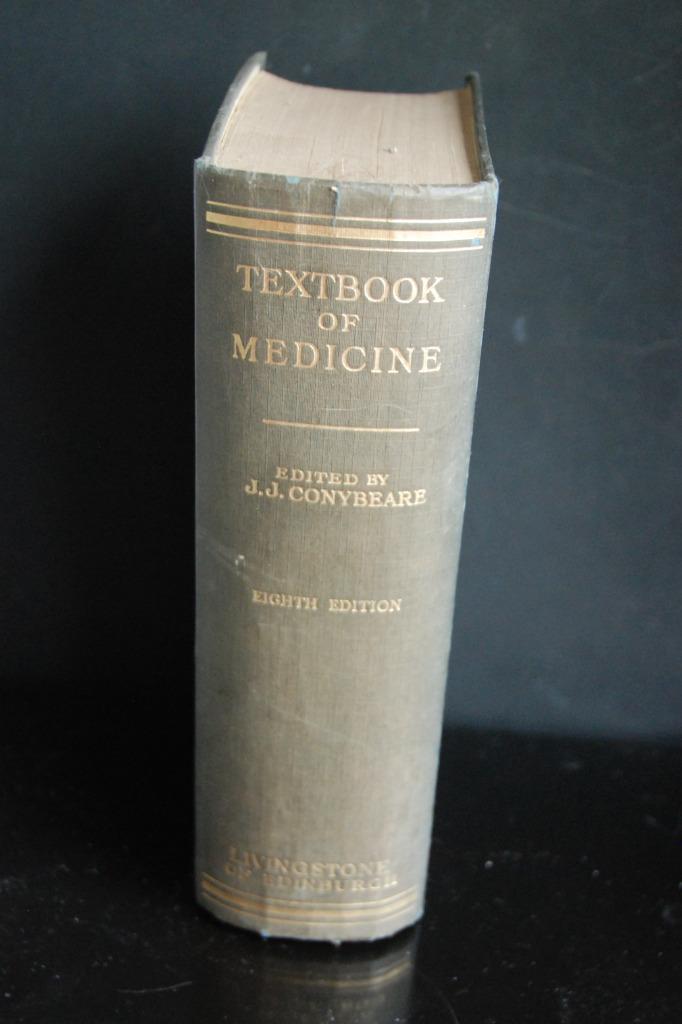 TEXTBOOK
OF
MEDICINE
EDITED BY
J.J. CONYBEARE
EIGHTH EDITION
LIVINGSTONE
OF EDINBURGH